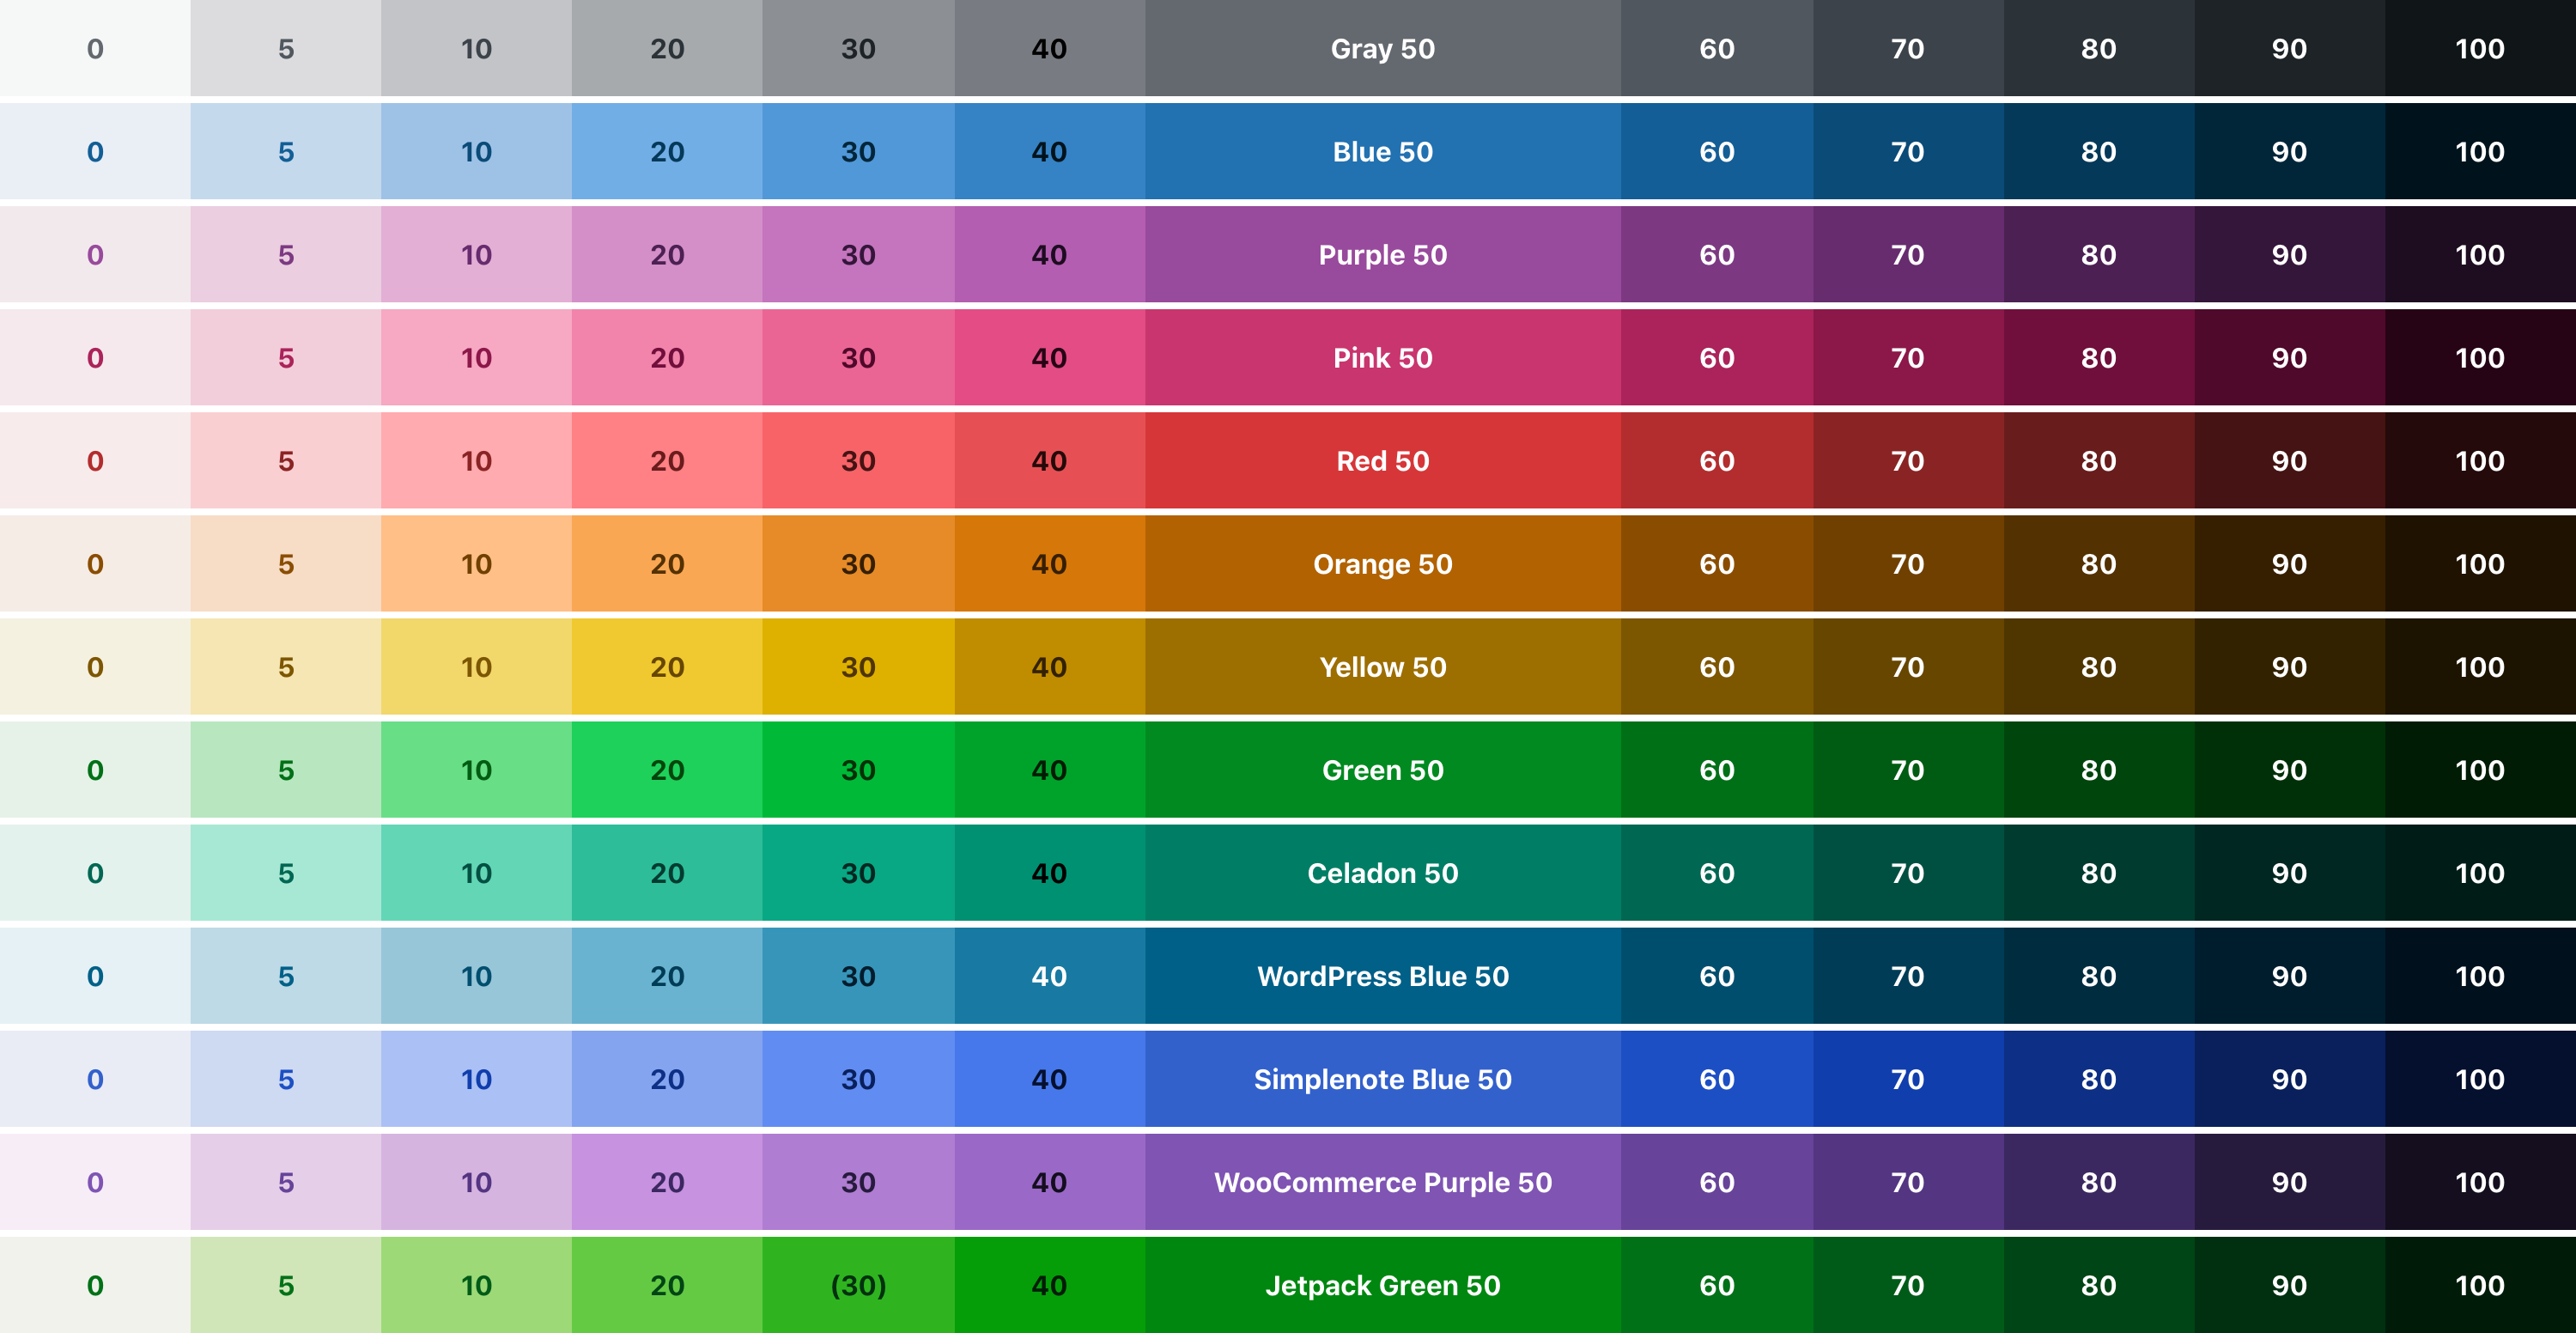 0 5 10 20 30 40 Gray 50 60 70 80 90 100
0 5 10 20 30 40 Blue 50 60 70 80 90 100
0 5 10 20 30 40 Purple 50 60 70 80 90 100
0 5 10 20 30 40 Pink 50 60 70 80 90 100
0 5 10 20 30 40 Red 50 60 70 80 90 100
0 5 10 20 30 40 Orange 50 60 70 80 90 100
0 5 10 20 30 40 Yellow 50 60 70 80 90 100
0 5 10 20 30 40 Green 50 60 70 80 90 100
0 5 10 20 30 40 Celadon 50 60 70 80 90 100
0 5 10 20 30 40 WordPress Blue 50 60 70 80 90 100
0 5 10 20 30 40 Simplenote Blue 50 60 70 80 90 100
0 5 10 20 30 40 WooCommerce Purple 50 60 70 80 90 100
0 5 10 20 (30) 40 Jetpack Green 50 60 70 80 90 100